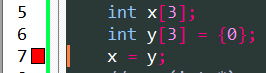 5 int x[3];
6 int y[3] = {0};
7 x = y;